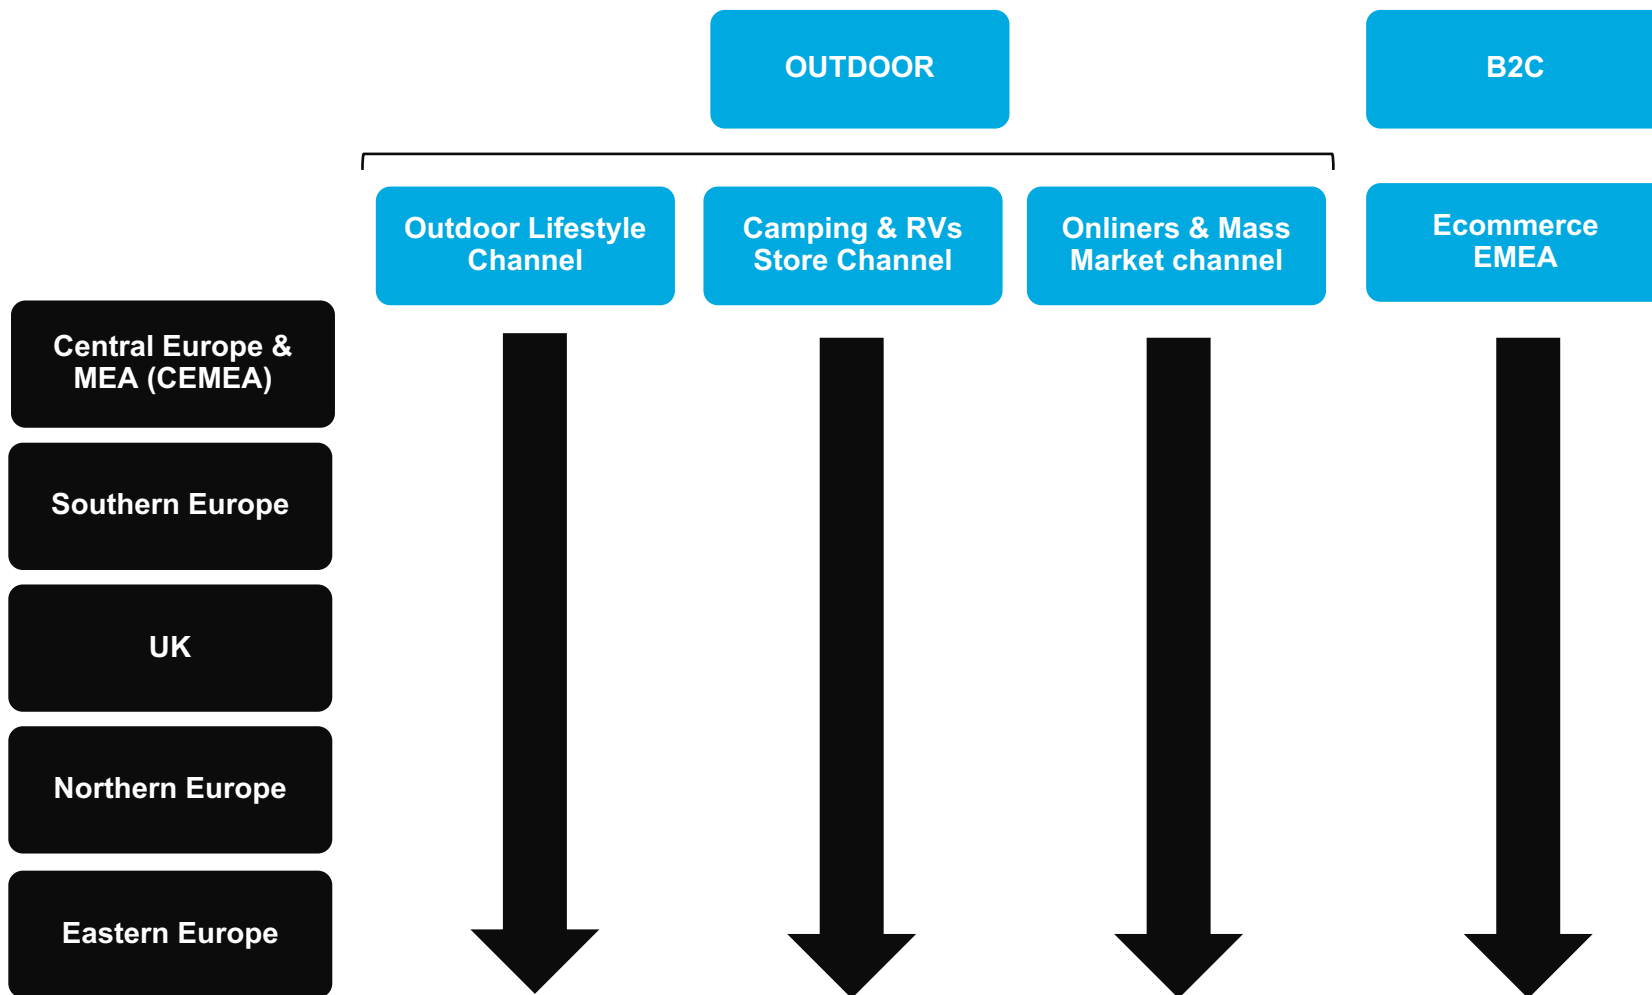 OUTDOOR
B2C
Outdoor Lifestyle
Channel
Camping & RVs
Store Channel
Onliners & Mass
Market channel
Ecommerce
EMEA
Central Europe &
MEA (CEMEA)
Southern Europe
UK
Northern Europe
Eastern Europe